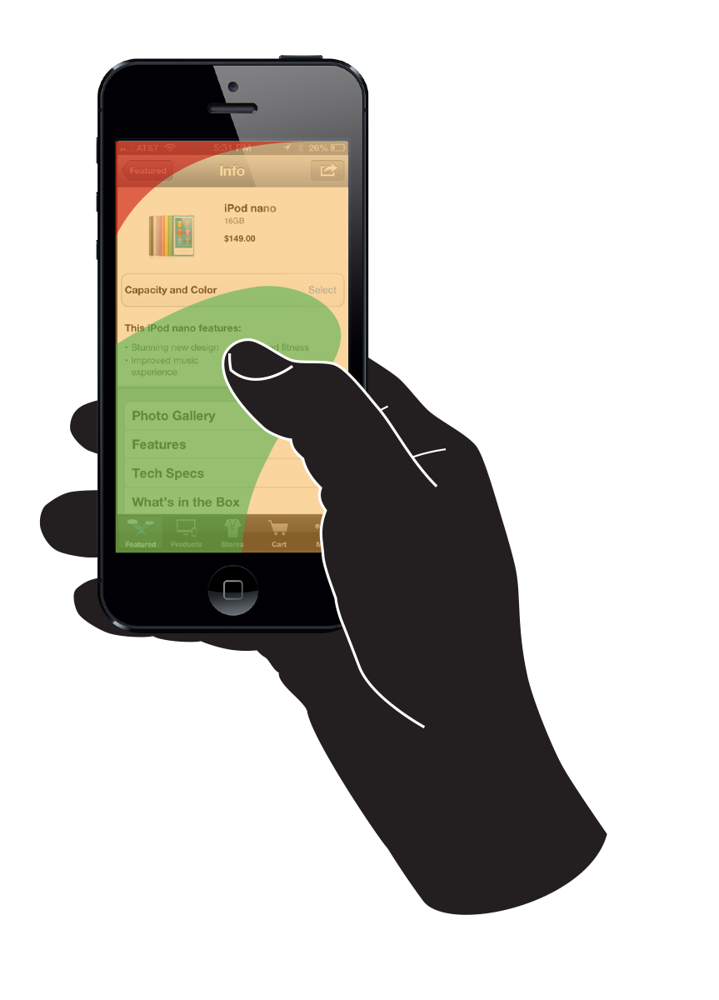 AT&T 5:31 PM 26%
Featured Info
iPod nano
16GB
$149.00
Capacity and Color Select
This iPod nano features:
• Stunning new design fitness
• Improved music
experience
Photo Gallery
Features
Tech Specs
What's in the Box
Featured Products Stores Cart